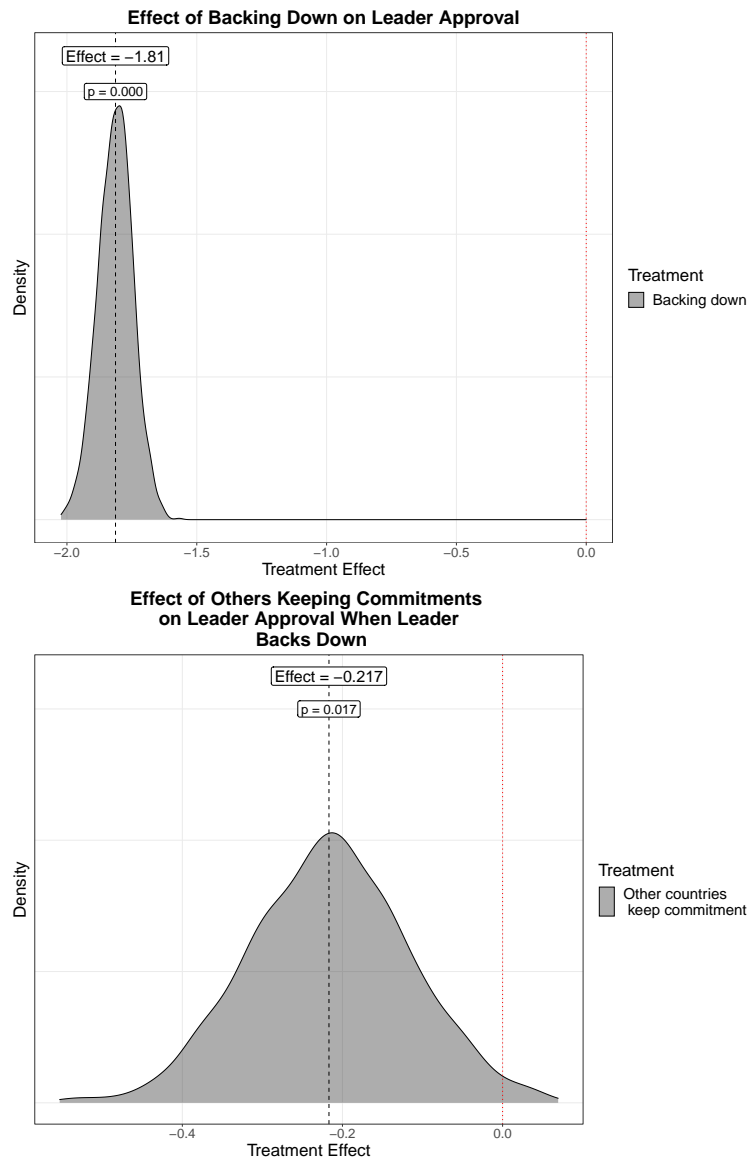 Effect of Backing Down on Leader Approval
Effect = −1.81
p = 0.000
Density
Treatment
Backing down
−2.0
−1.5
−1.0
−0.5
0.0
Treatment Effect
Effect of Others Keeping Commitments
on Leader Approval When Leader
Backs Down
Effect = −0.217
p = 0.017
Density
Treatment
Other countries
keep commitment
−0.4
−0.2
0.0
Treatment Effect